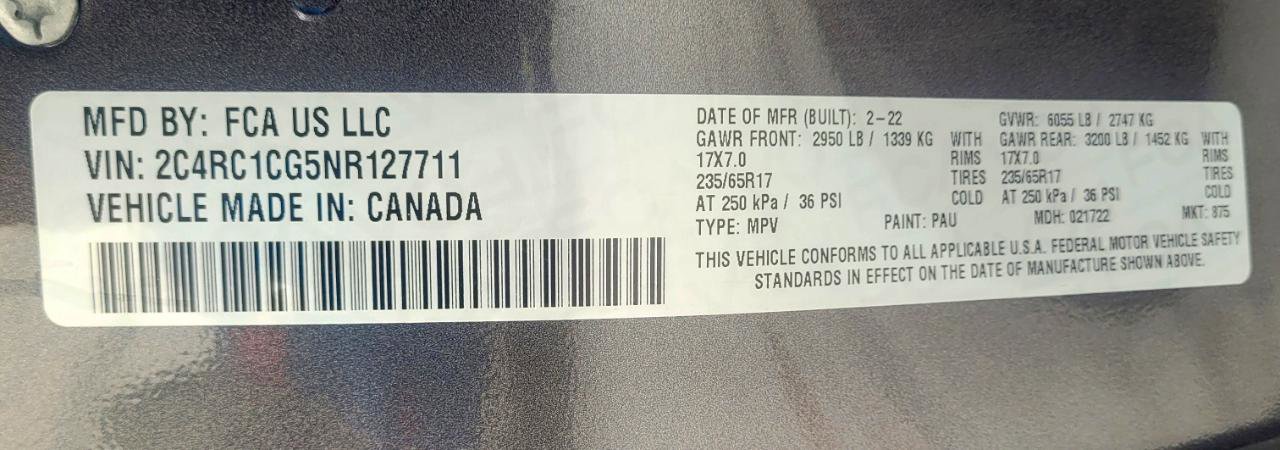 MFD BY: FCA US LLC
VIN: 2C4RC1CG5NR127711
VEHICLE MADE IN: CANADA
DATE OF MFR (BUILT): 2-22 GVWR: 6055 LB / 2747 KG
GAWR FRONT: 2950 LB / 1339 KG WITH GAWR REAR: 3200 LB / 1452 KG WITH
17X7.0 RIMS 17X7.0 RIMS
235/65R17 TIRES 235/65R17 TIRES
AT 250 kPa / 36 PSI COLD AT 250 kPa / 36 PSI COLD
TYPE: MPV PAINT: PAU MDH: 021722 MKT: 875
THIS VEHICLE CONFORMS TO ALL APPLICABLE U.S.A. FEDERAL MOTOR VEHICLE SAFETY
STANDARDS IN EFFECT ON THE DATE OF MANUFACTURE SHOWN ABOVE.